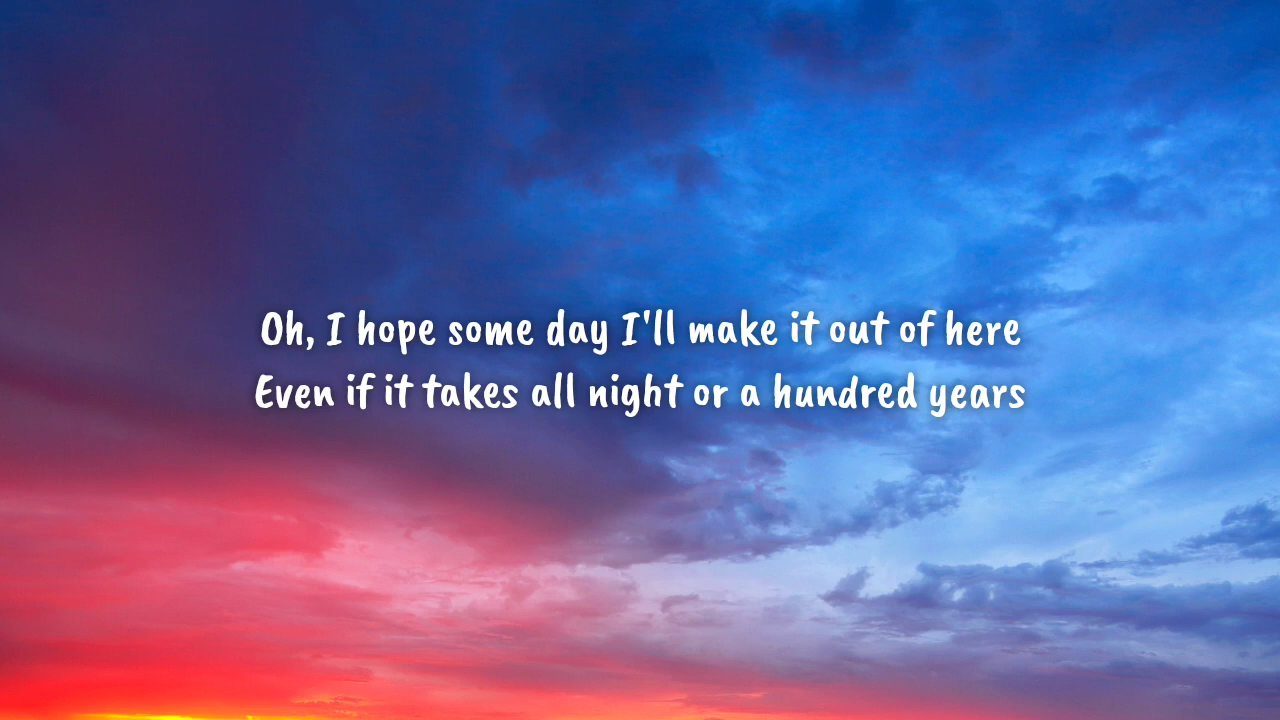 Oh, I hope some day I'll make it out of here
Even if it takes all night or a hundred years